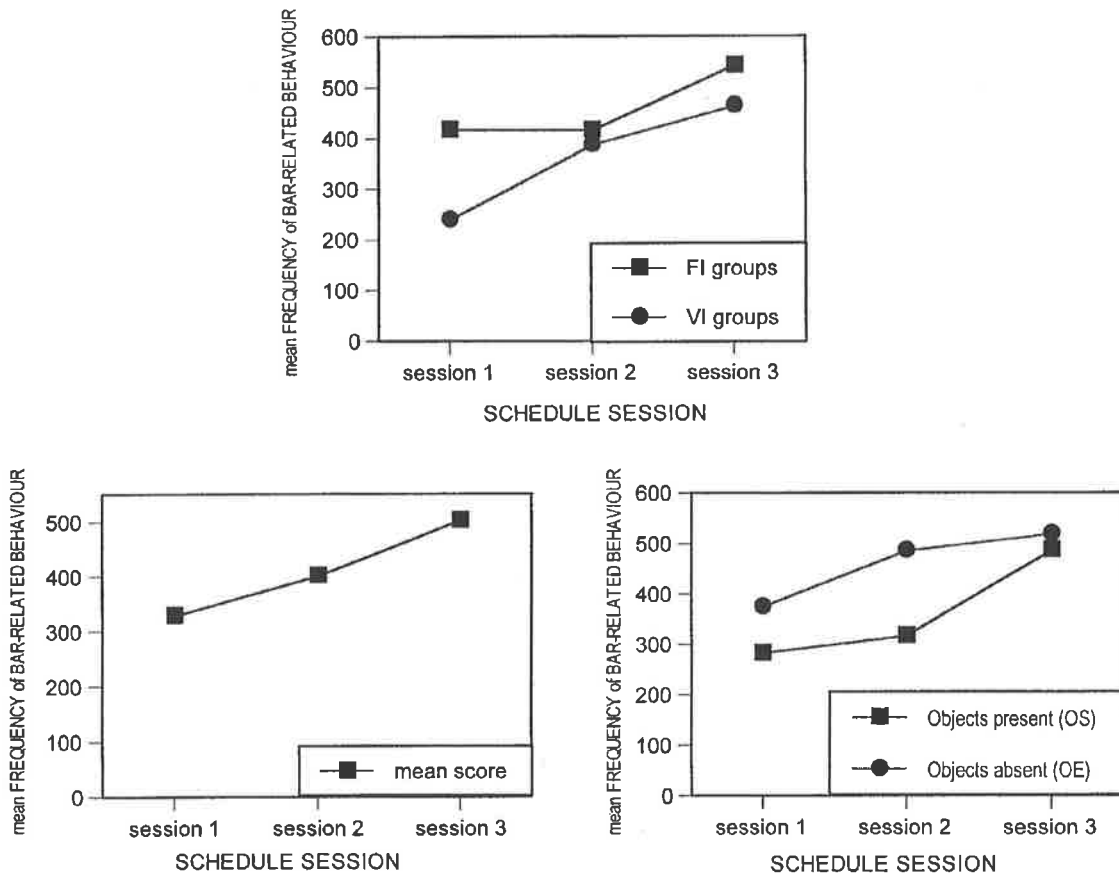 mean FREQUENCY of BAR-RELATED BEHAVIOUR
600
500
400
300
200
100
0
FI groups
VI groups
session 1 session 2 session 3
SCHEDULE SESSION
mean FREQUENCY of BAR-RELATED BEHAVIOUR
500
400
300
200
100
0
mean score
session 1 session 2 session 3
SCHEDULE SESSION
mean FREQUENCY of BAR-RELATED BEHAVIOUR
600
500
400
300
200
100
0
Objects present (OS)
Objects absent (OE)
session 1 session 2 session 3
SCHEDULE SESSION